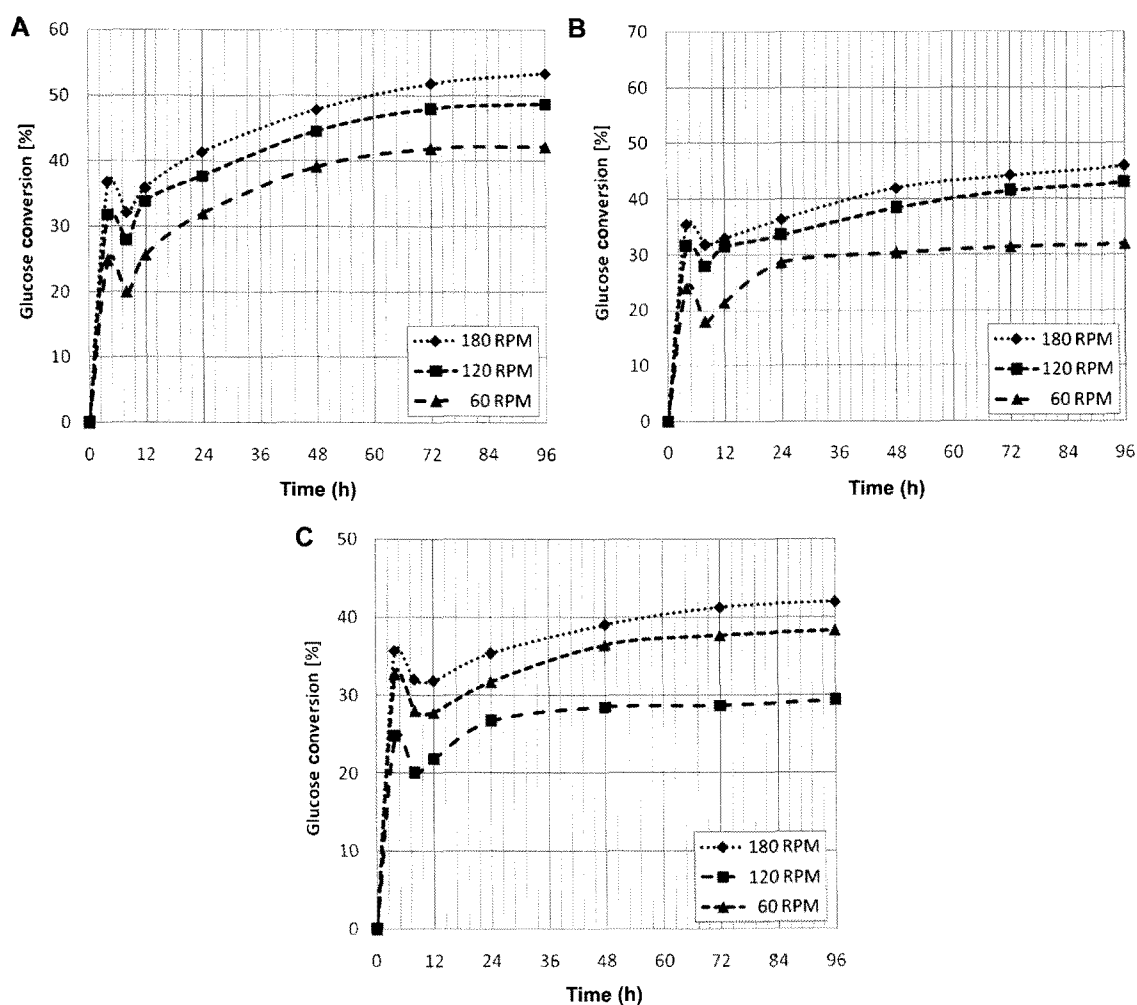 A
Glucose conversion [%]
60
50
40
30
20
10
0
0 12 24 36 48 60 72 84 96
Time (h)
180 RPM
120 RPM
60 RPM
B
Glucose conversion [%]
70
60
50
40
30
20
10
0
0 12 24 36 48 60 72 84 96
Time (h)
180 RPM
120 RPM
60 RPM
C
Glucose conversion [%]
50
40
30
20
10
0
0 12 24 36 48 60 72 84 96
Time (h)
180 RPM
120 RPM
60 RPM